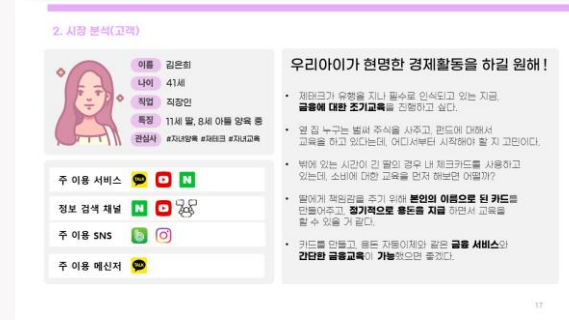 2. 시장 분석(고객)
이름 김은희
나이 41세
직업 직장인
특징 11세 딸, 8세 아들 양육 중
관심사 #자녀양육 #재테크 #자녀교육
주 이용 서비스 TALK N
정보 검색 채널 N
주 이용 SNS
주 이용 메신저 TALK
우리아이가 현명한 경제활동을 하길 원해!
• 제태크가 유행을 지나 필수로 인식되고 있는 지금,
금융에 대한 조기교육을 진행하고 싶다.
• 옆 집 누구는 벌써 주식을 사주고, 펀드에 대해서
교육을 하고 있다는데, 어디서부터 시작해야 할 지 고민이다.
• 밖에 있는 시간이 긴 딸의 경우 내 체크카드를 사용하고
있는데, 소비에 대한 교육을 먼저 해보면 어떨까?
• 딸에게 책임감을 주기 위해 본인의 이름으로 된 카드를
만들어주고, 정기적으로 용돈을 지급 하면서 교육을
할 수 있을 거 같다.
• 카드를 만들고, 용돈 자동이체와 같은 금융 서비스와
간단한 금융교육이 가능했으면 좋겠다.
17